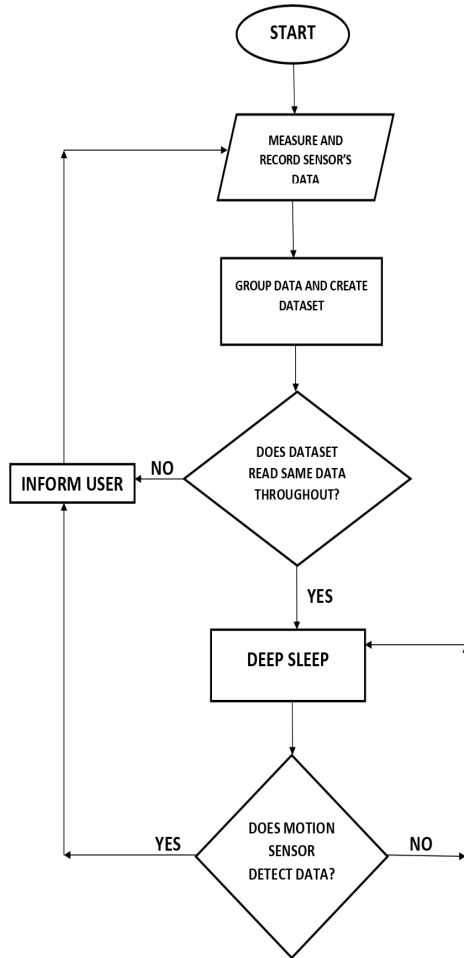 START
MEASURE AND
RECORD SENSOR'S
DATA
GROUP DATA AND CREATE
DATASET
DOES DATASET
READ SAME DATA
THROUGHOUT?
NO
INFORM USER
YES
DEEP SLEEP
DOES MOTION
SENSOR
DETECT DATA?
YES
NO